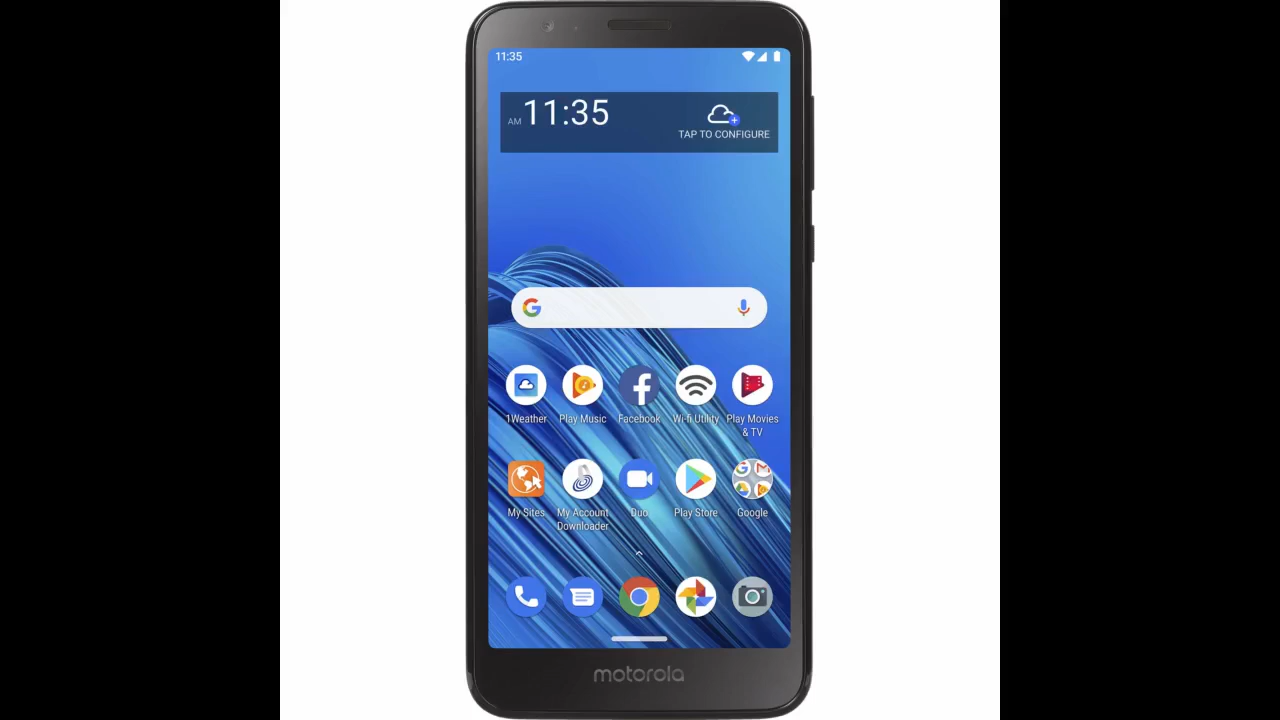 11:35
AM 11:35
TAP TO CONFIGURE
1Weather Play Music Facebook Wi-fi Utility Play Movies & TV
My Sites My Account Downloader Duo Play Store Google
motorola